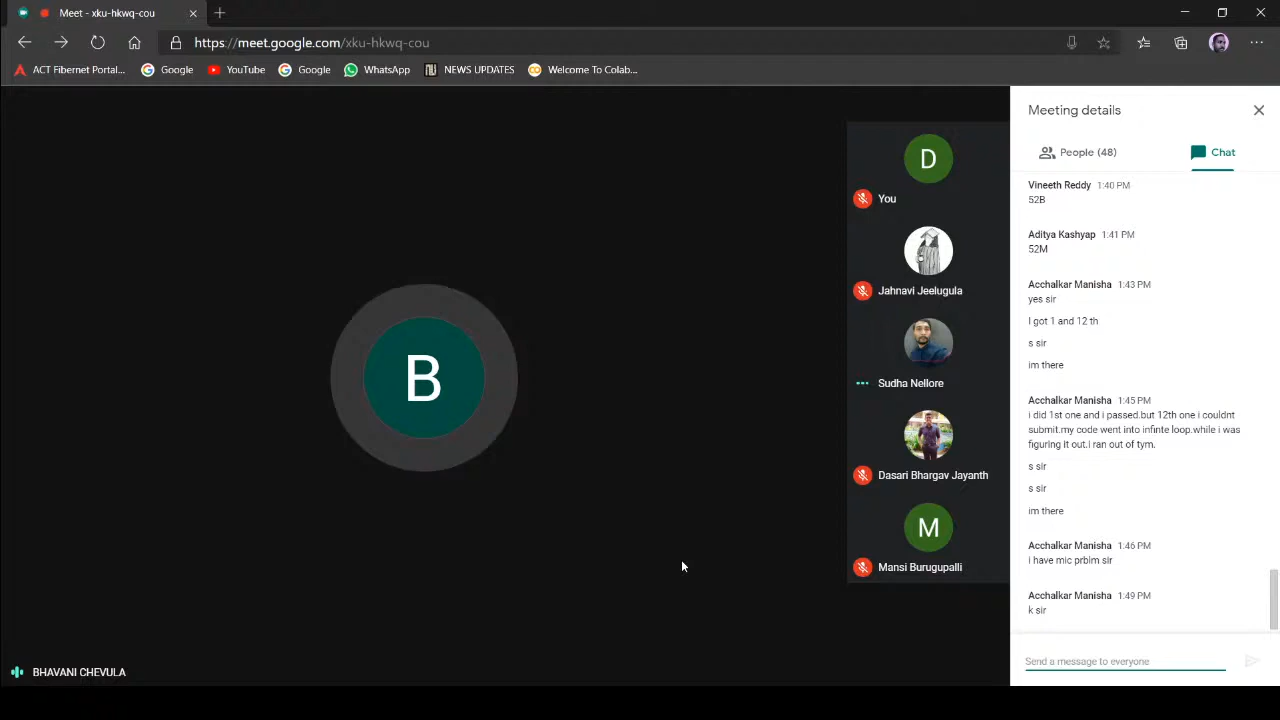 Meet - xku-hkwq-cou
https://meet.google.com/xku-hkwq-cou
ACT Fibernet Portal...
Google
YouTube
Google
WhatsApp
NEWS UPDATES
Welcome To Colab...
B
BHAVANI CHEVULA
D
You
Jahnavi Jeelugula
Sudha Nellore
Dasari Bhargav Jayanth
M
Mansi Burugupalli
Meeting details
People (48)
Chat
Vineeth Reddy 1:40 PM
52B
Aditya Kashyap 1:41 PM
52M
Acchalkar Manisha 1:43 PM
yes sir
I got 1 and 12 th
s sir
im there
Acchalkar Manisha 1:45 PM
i did 1st one and i passed.but 12th one i couldnt
submit.my code went into infinte loop.while i was
figuring it out.i ran out of tym.
s sir
s sir
im there
Acchalkar Manisha 1:46 PM
i have mic prblm sir
Acchalkar Manisha 1:49 PM
k sir
Send a message to everyone